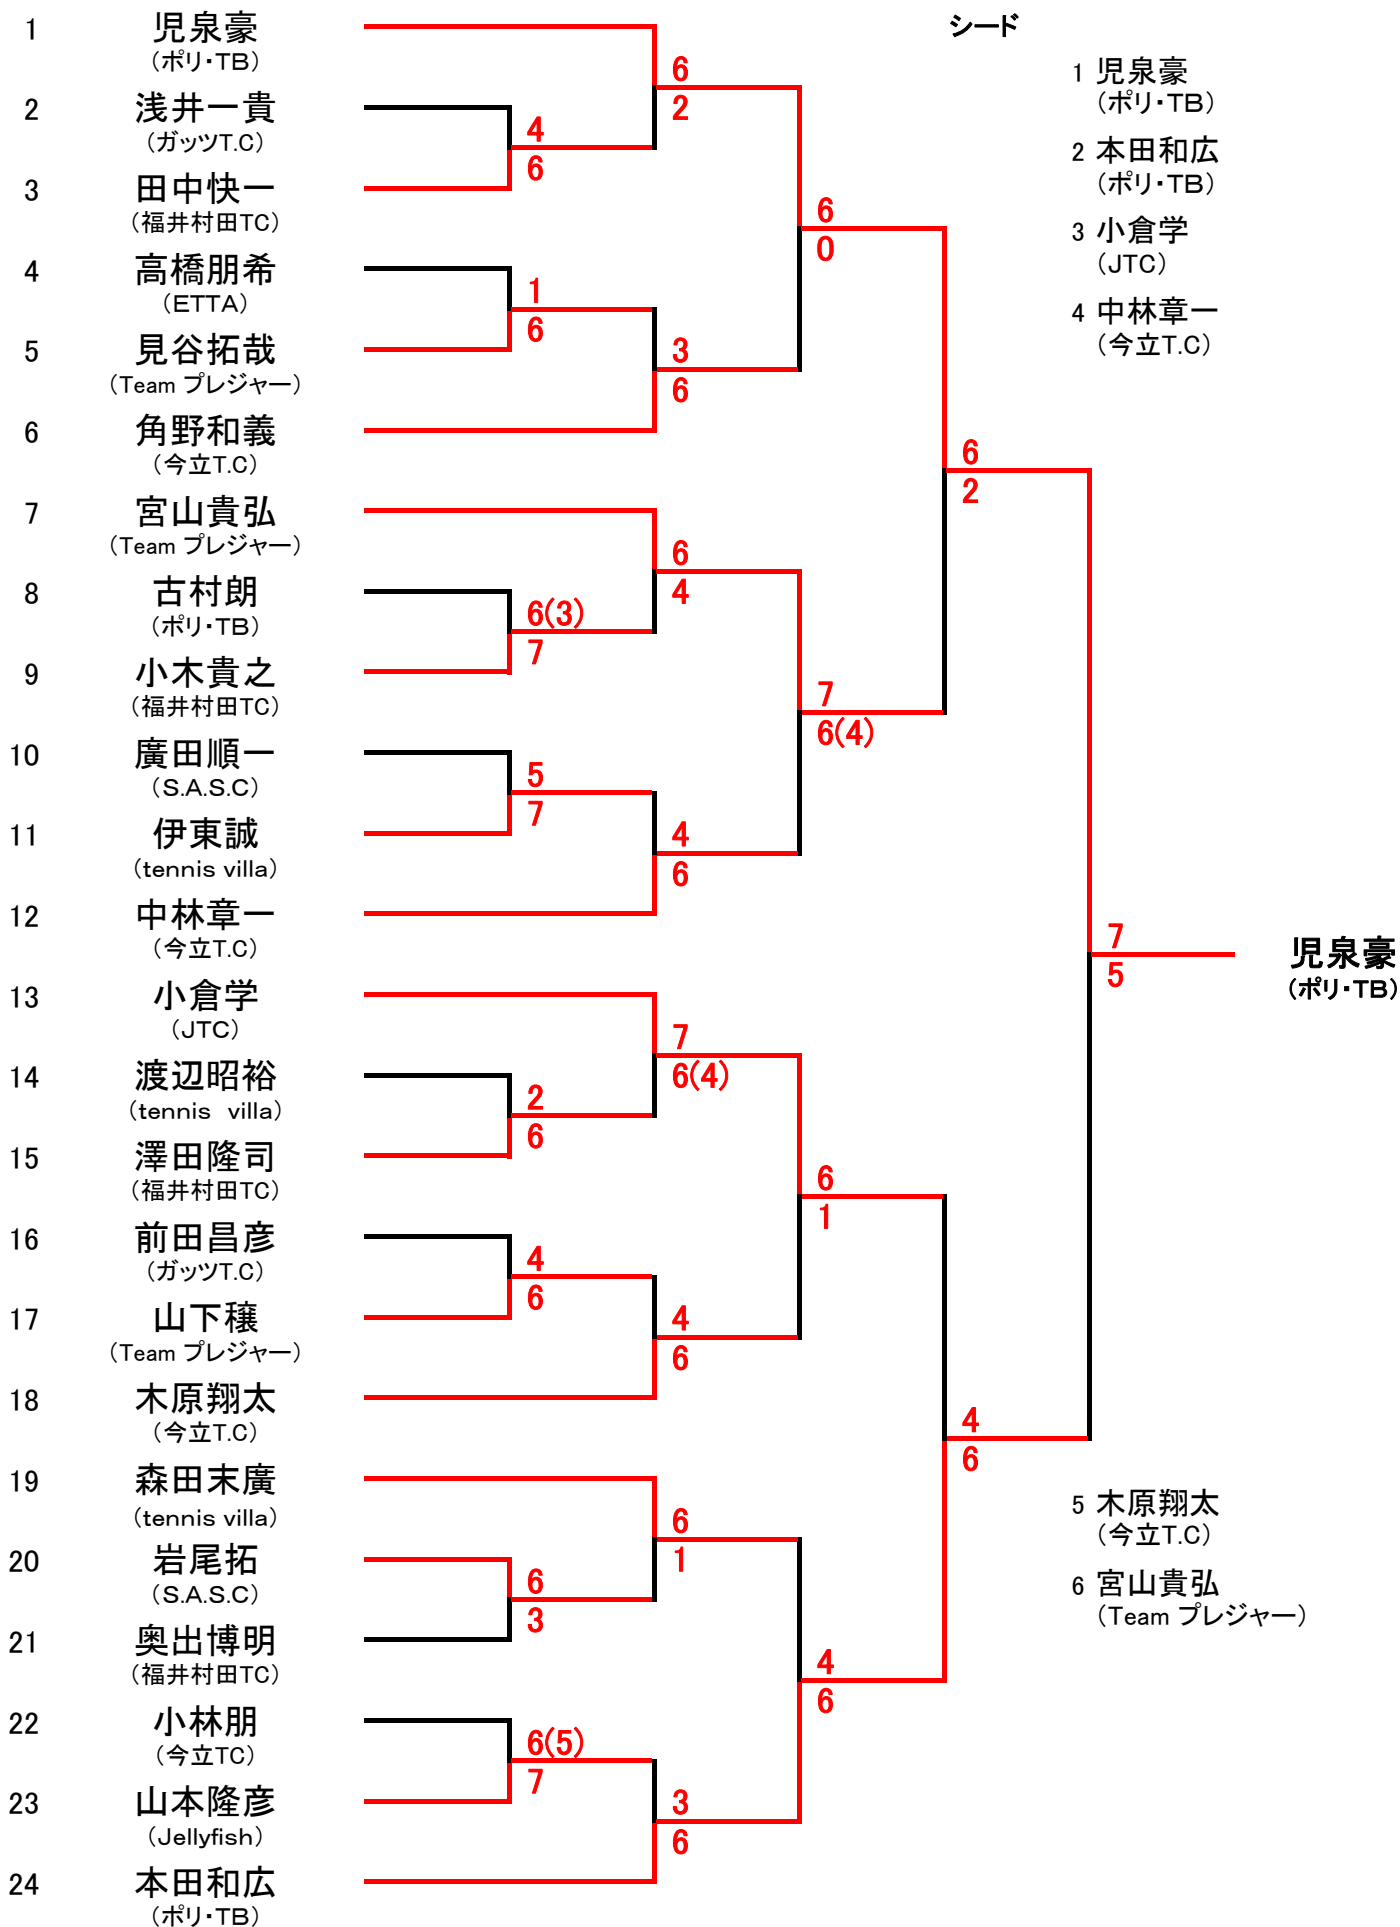 シード
1 児泉豪
(ポリ・TB)
2 浅井一貴
(ガッツT.C)
3 田中快一
(福井村田TC)
4 高橋朋希
(ETTA)
5 見谷拓哉
(Team プレジャー)
6 角野和義
(今立T.C)
7 宮山貴弘
(Team プレジャー)
8 古村朗
(ポリ・TB)
9 小木貴之
(福井村田TC)
10 廣田順一
(S.A.S.C)
11 伊東誠
(tennis villa)
12 中林章一
(今立T.C)
13 小倉学
(JTC)
14 渡辺昭裕
(tennis villa)
15 澤田隆司
(福井村田TC)
16 前田昌彦
(ガッツT.C)
17 山下穣
(Team プレジャー)
18 木原翔太
(今立T.C)
19 森田末廣
(tennis villa)
20 岩尾拓
(S.A.S.C)
21 奥出博明
(福井村田TC)
22 小林朋
(今立TC)
23 山本隆彦
(Jellyfish)
24 本田和広
(ポリ・TB)
4
6
1
6
6(3)
7
5
7
2
6
4
6
6
3
6(5)
7
6
2
3
6
6
4
4
6
7
6(4)
4
6
6
1
3
6
6
0
7
6(4)
6
1
4
6
6
2
4
6
7
5
児泉豪
(ポリ・TB)
1 児泉豪
(ポリ・TB)
2 本田和広
(ポリ・TB)
3 小倉学
(JTC)
4 中林章一
(今立T.C)
5 木原翔太
(今立T.C)
6 宮山貴弘
(Team プレジャー)